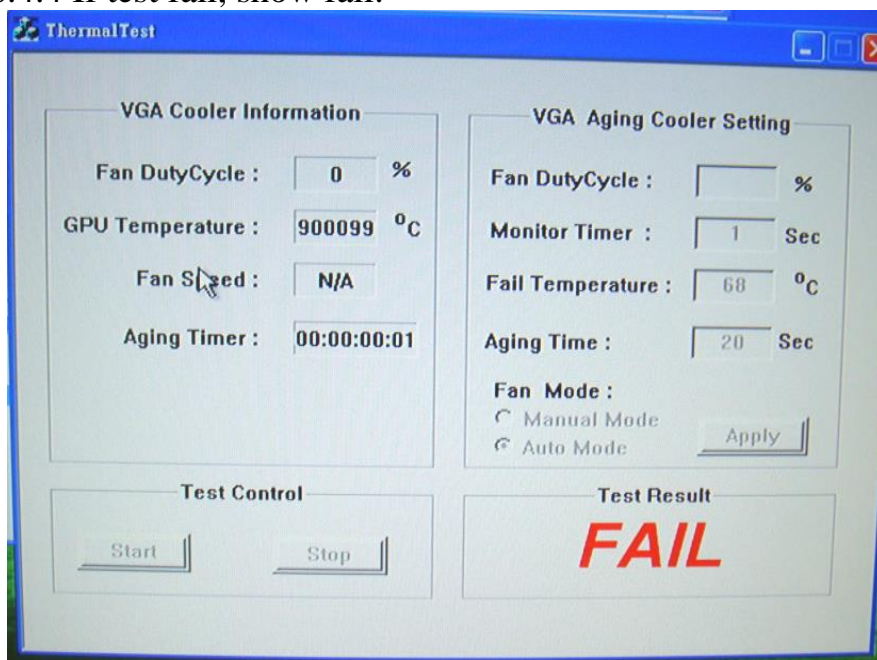 ThermalTest
VGA Cooler Information
Fan DutyCycle : 0 %
GPU Temperature : 900099 ⁰C
Fan Speed : N/A
Aging Timer : 00:00:00:01
VGA Aging Cooler Setting
Fan DutyCycle : %
Monitor Timer : 1 Sec
Fail Temperature : 68 ⁰C
Aging Time : 20 Sec
Fan Mode :
Manual Mode
Auto Mode
Apply
Test Control
Start Stop
Test Result
FAIL